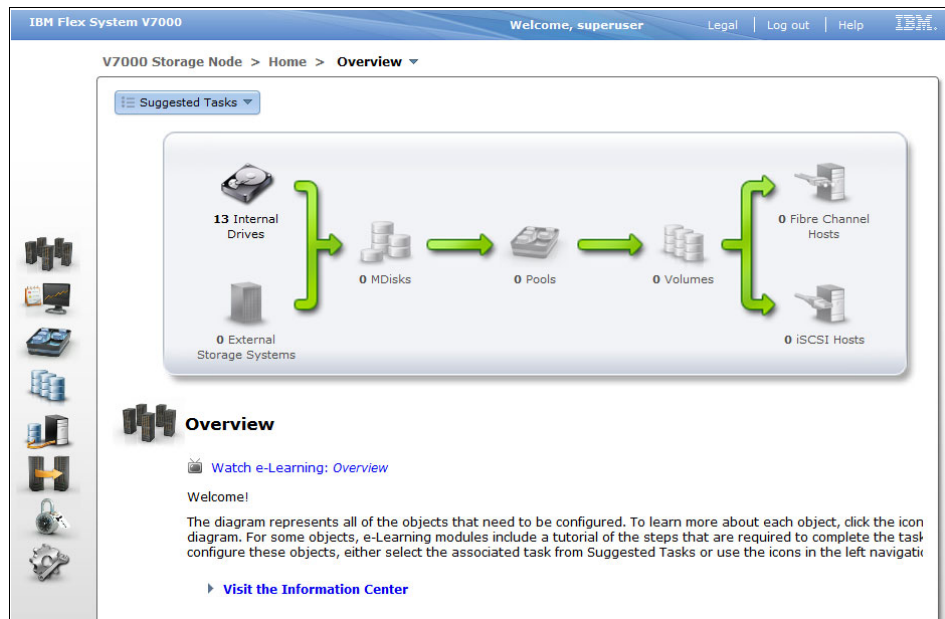 IBM Flex System V7000
Welcome, superuser
Legal
Log out
Help
IBM.
V7000 Storage Node > Home > Overview
Suggested Tasks
13 Internal
Drives
0 External
Storage Systems
0 MDisks
0 Pools
0 Volumes
0 Fibre Channel
Hosts
0 iSCSI Hosts
Overview
Watch e-Learning: Overview
Welcome!
The diagram represents all of the objects that need to be configured. To learn more about each object, click the icon
diagram. For some objects, e-Learning modules include a tutorial of the steps that are required to complete the task
configure these objects, either select the associated task from Suggested Tasks or use the icons in the left navigatio
Visit the Information Center